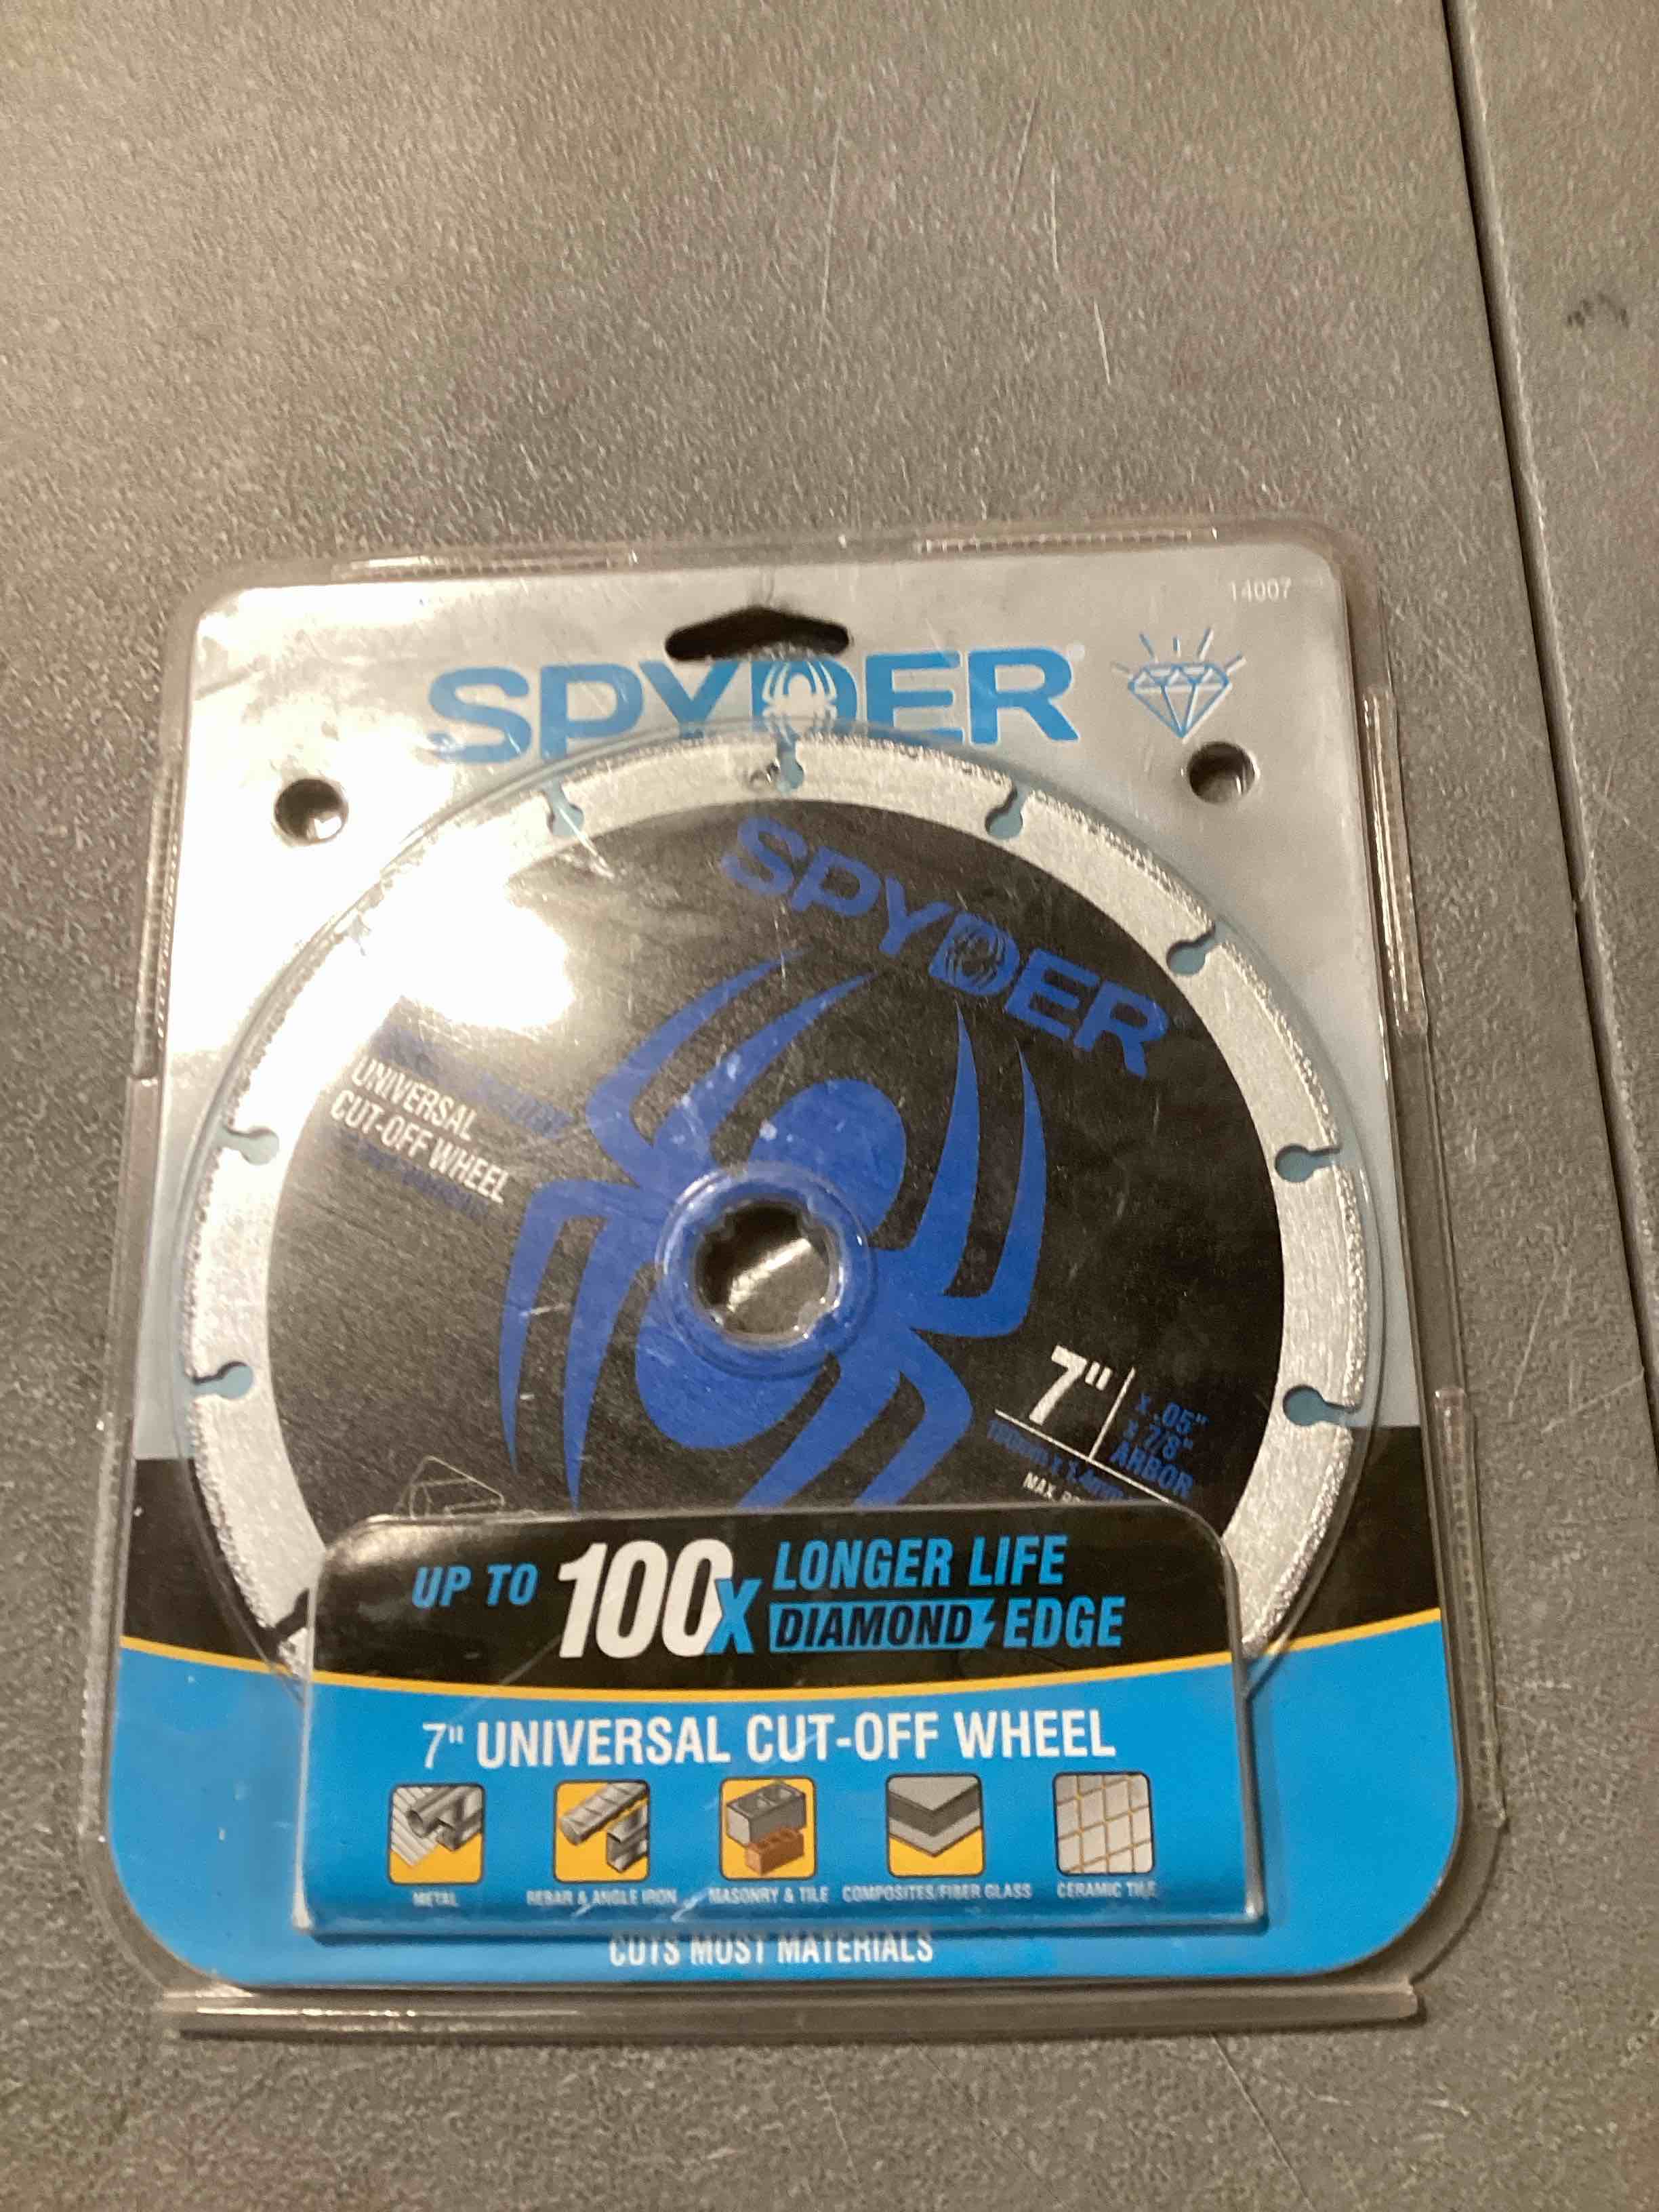 14007
SPYDER
SPYDER
UNIVERSAL
CUT-OFF WHEEL
7"
x .05"
x 7/8"
ARBOR
MAX.
UP TO 100X LONGER LIFE
DIAMOND EDGE
7" UNIVERSAL CUT-OFF WHEEL
METAL
REBAR & ANGLE IRON
MASONRY & TILE
COMPOSITES/FIBER GLASS
CERAMIC TILE
CUTS MOST MATERIALS